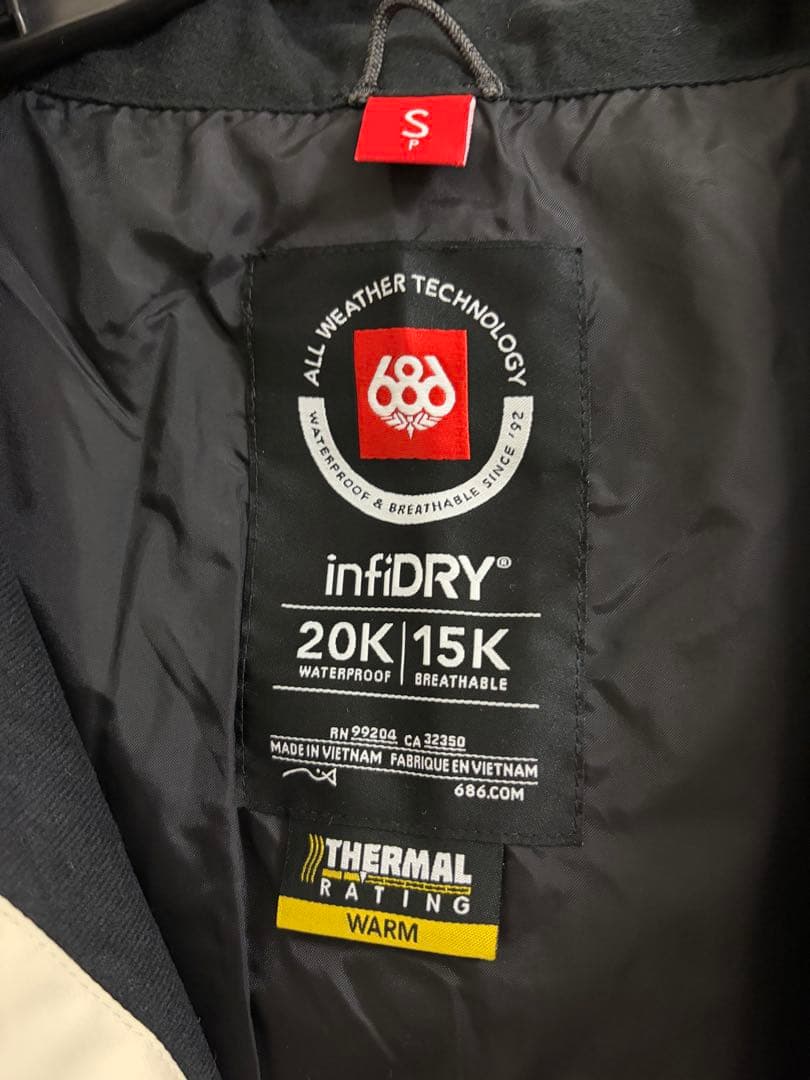 S
P
ALL WEATHER TECHNOLOGY
686
WATERPROOF & BREATHABLE SINCE '92
infiDRY®
20K | 15K
WATERPROOF BREATHABLE
RN 99204 CA 32350
MADE IN VIETNAM FABRIQUE EN VIETNAM
686.COM
THERMAL
RATING
WARM